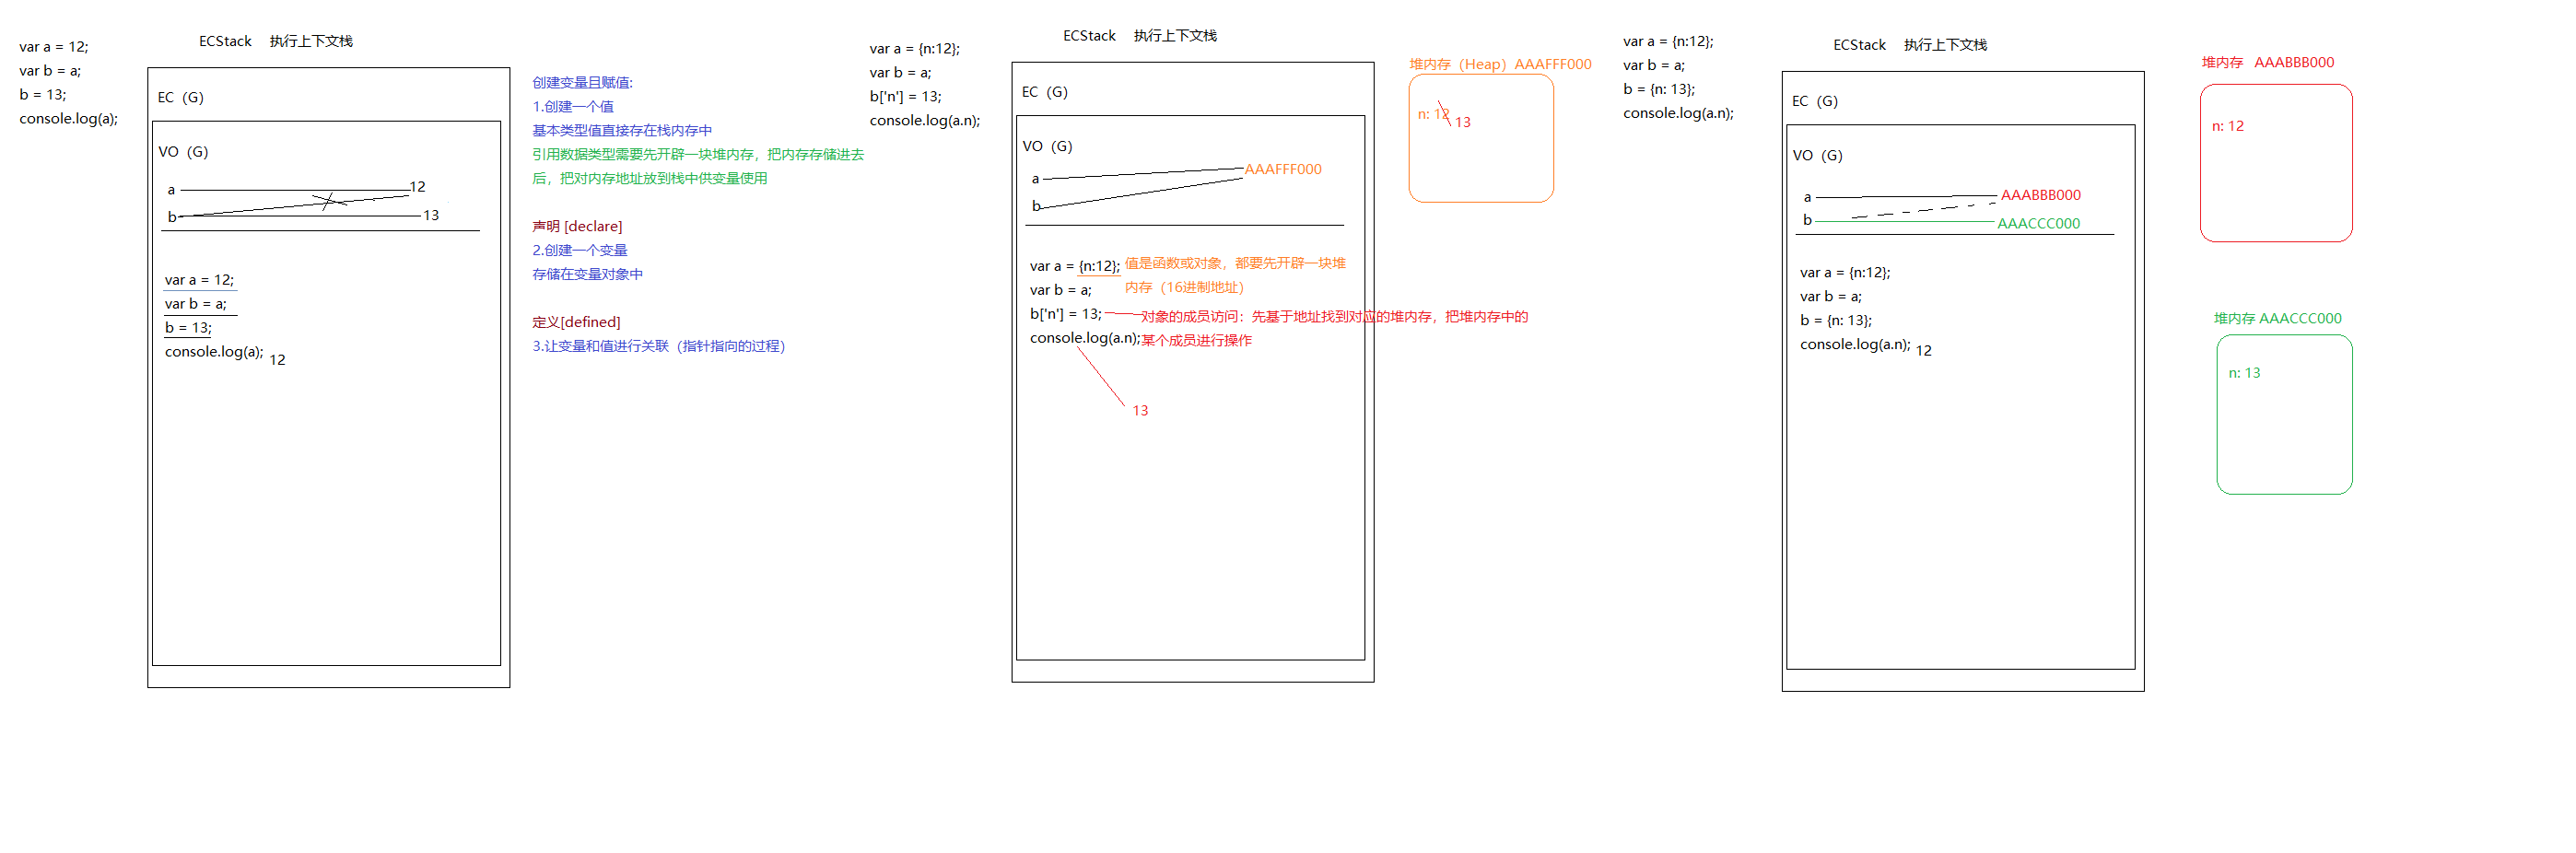 var a = 12;
var b = a;
b = 13;
console.log(a);
ECStack 执行上下文栈
EC（G）
VO（G）
a
12
b
13
var a = 12;
var b = a;
b = 13;
console.log(a);
12
创建变量且赋值:
1.创建一个值
基本类型值直接存在栈内存中
引用数据类型需要先开辟一块堆内存，把内存存储进去
后，把对内存地址放到栈中供变量使用
声明 [declare]
2.创建一个变量
存储在变量对象中
定义[defined]
3.让变量和值进行关联（指针指向的过程）
var a = {n:12};
var b = a;
b['n'] = 13;
console.log(a.n);
ECStack 执行上下文栈
EC（G）
VO（G）
a
AAAFFF000
b
var a = {n:12};
值是函数或对象，都要先开辟一块堆
内存（16进制地址）
var b = a;
b['n'] = 13;
对象的成员访问：先基于地址找到对应的堆内存，把堆内存中的
console.log(a.n);
某个成员进行操作
13
堆内存（Heap）AAAFFF000
n: 12
13
var a = {n:12};
var b = a;
b = {n: 13};
console.log(a.n);
ECStack 执行上下文栈
EC（G）
VO（G）
a
AAABBB000
b
AAACCC000
var a = {n:12};
var b = a;
b = {n: 13};
console.log(a.n);
12
堆内存 AAABBB000
n: 12
堆内存 AAACCC000
n: 13